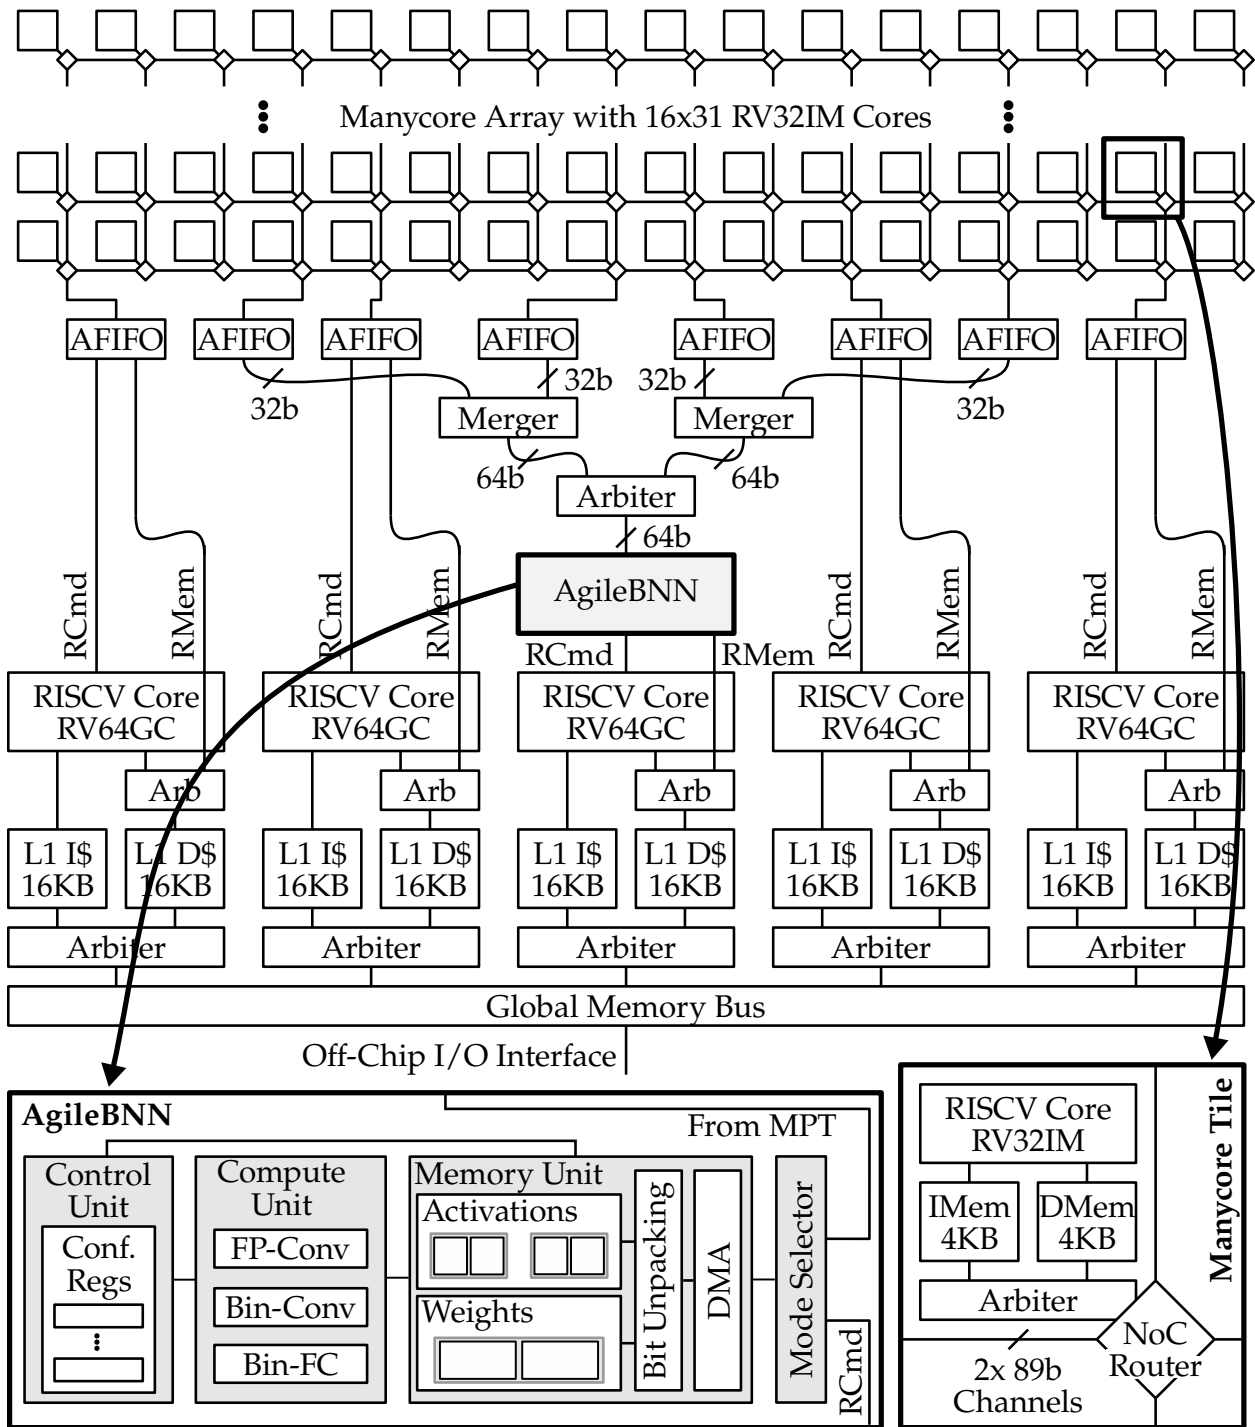 Manycore Array with 16x31 RV32IM Cores
AFIFO AFIFO AFIFO AFIFO AFIFO AFIFO AFIFO AFIFO
32b 32b 32b 32b
Merger Merger
64b 64b
Arbiter
64b
AgileBNN
RCmd RMem RCmd RMem RCmd RMem RCmd RMem RCmd RMem
RISCV Core RISCV Core RISCV Core RISCV Core RISCV Core
RV64GC RV64GC RV64GC RV64GC RV64GC
Arb Arb Arb Arb Arb
L1 I$ L1 D$ L1 I$ L1 D$ L1 I$ L1 D$ L1 I$ L1 D$ L1 I$ L1 D$
16KB 16KB 16KB 16KB 16KB 16KB 16KB 16KB 16KB 16KB
Arbiter Arbiter Arbiter Arbiter Arbiter
Global Memory Bus
Off-Chip I/O Interface
AgileBNN
From MPT
Control
Unit
Conf.
Regs
Compute
Unit
FP-Conv
Bin-Conv
Bin-FC
Memory Unit
Activations
Weights
Bit Unpacking
DMA
Mode Selector
RCmd
RISCV Core
RV32IM
IMem DMem
4KB 4KB
Arbiter
NoC
Router
2x 89b
Channels
Manycore Tile